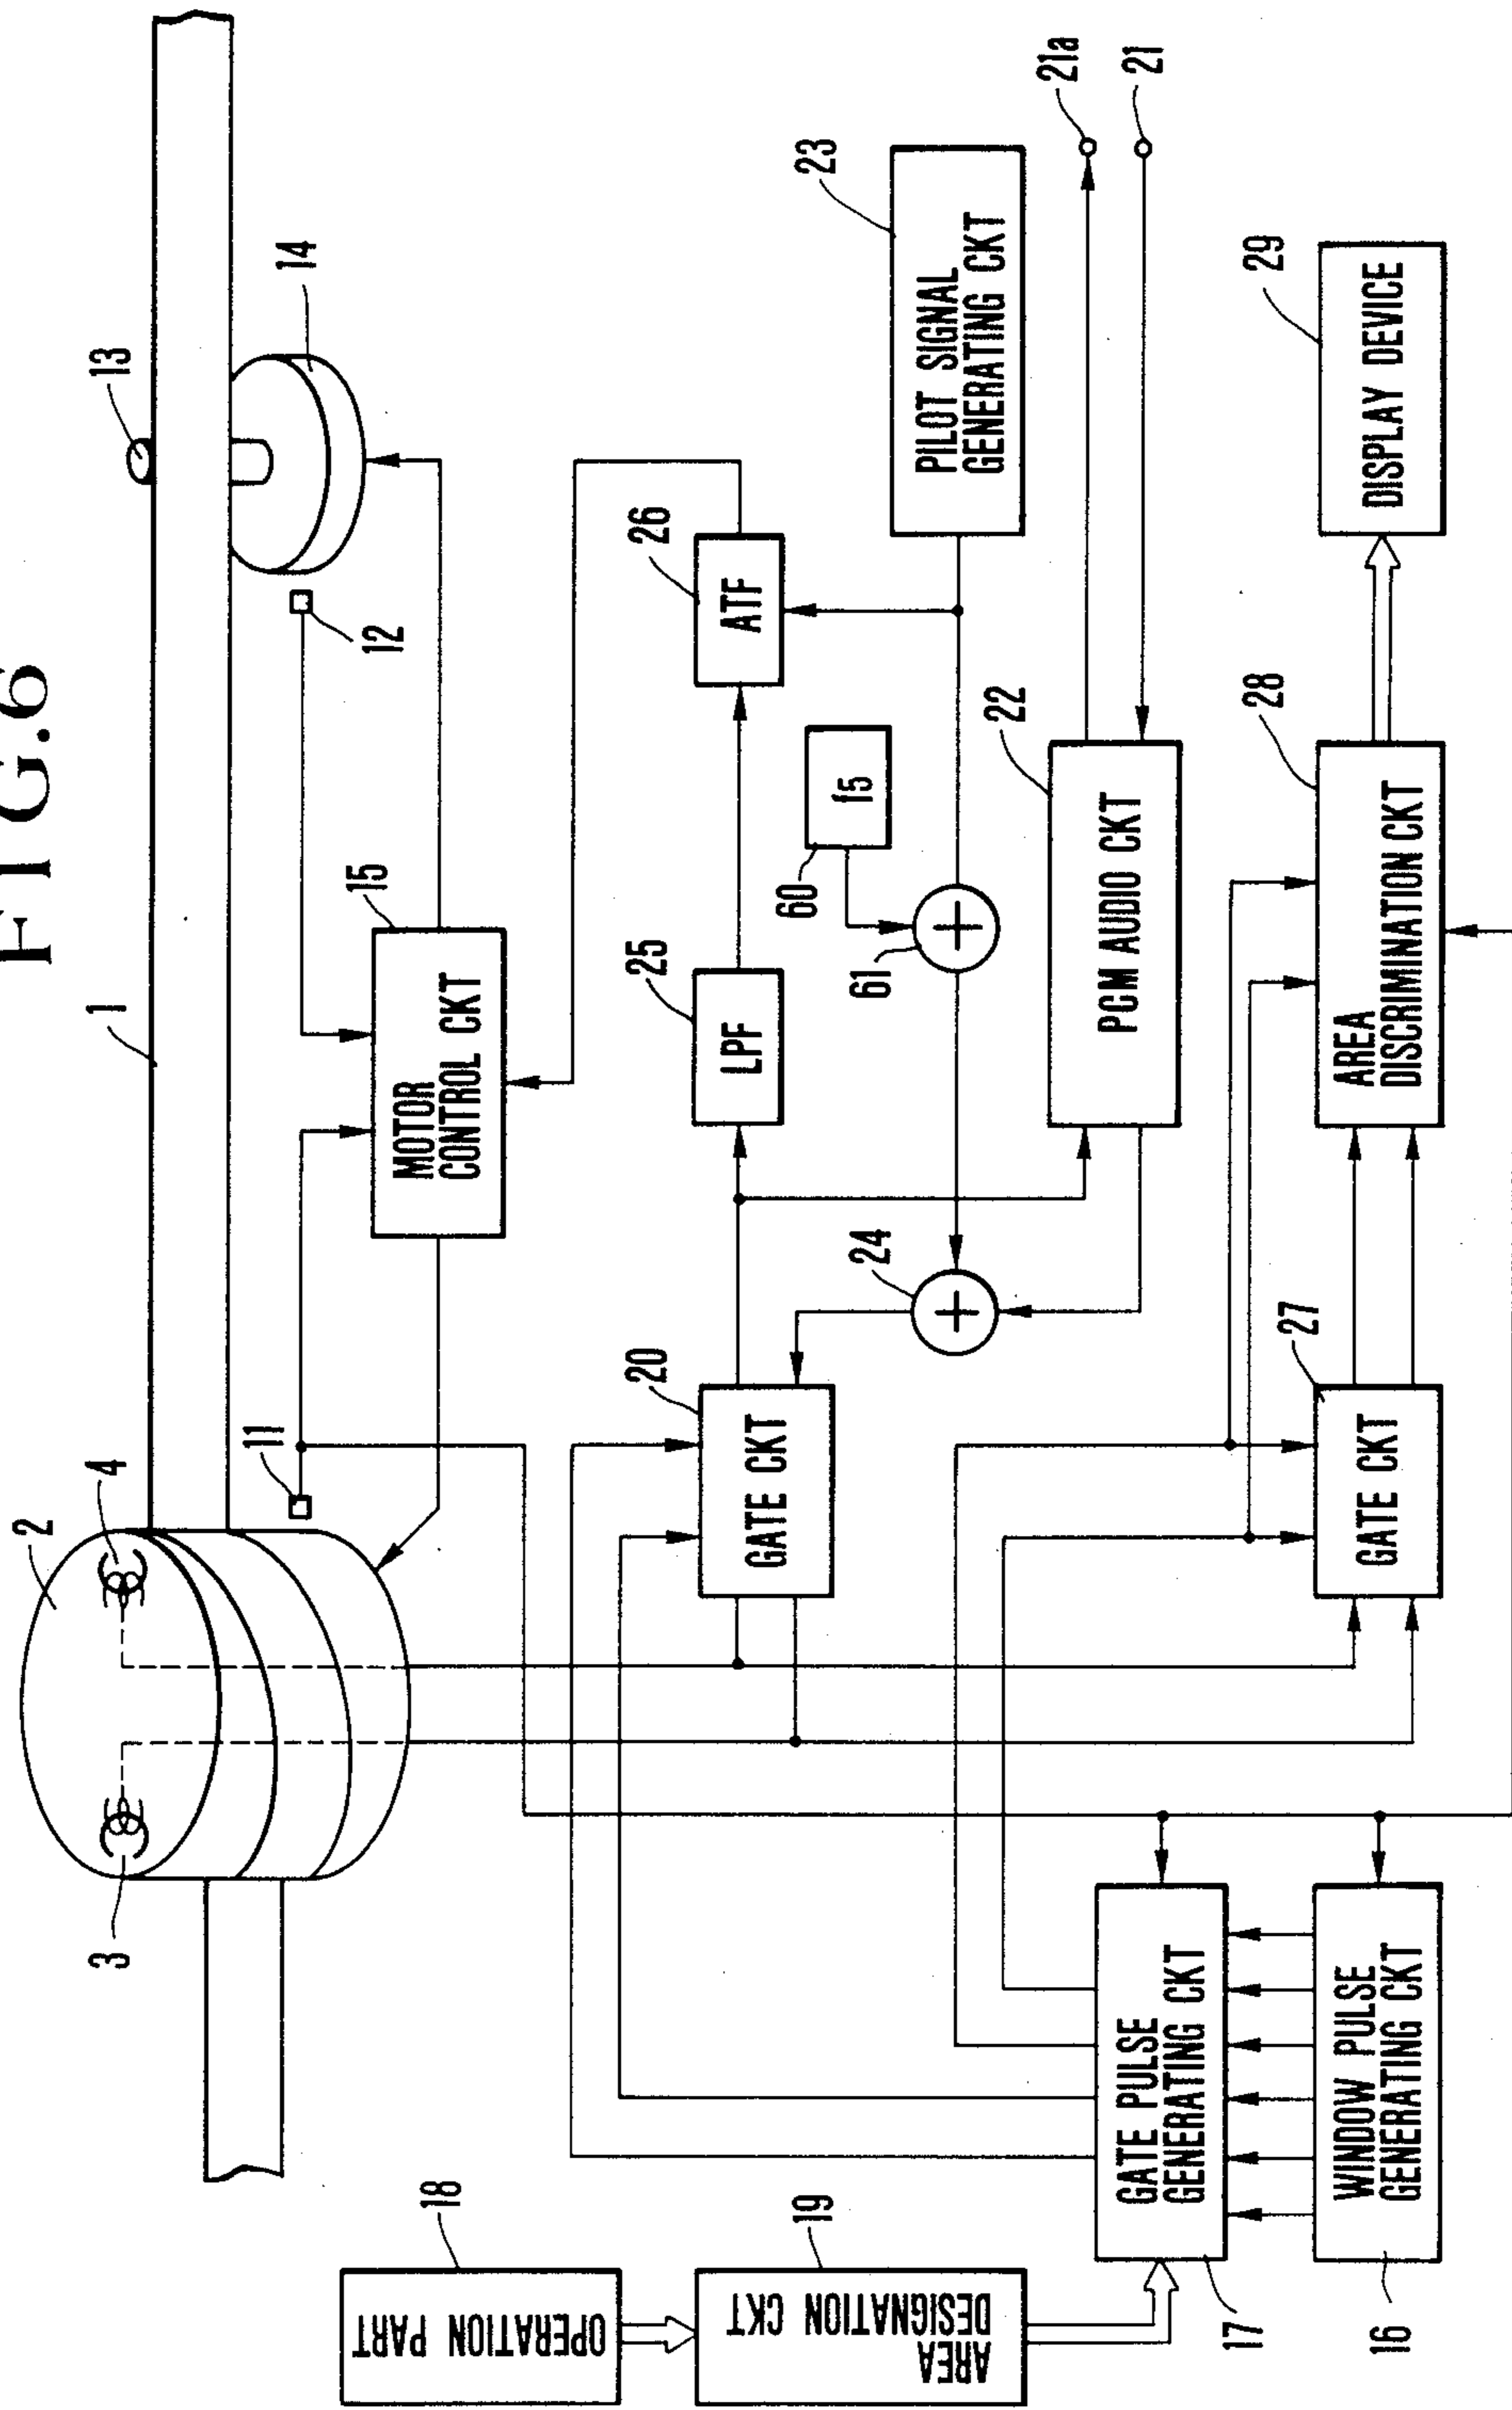 FIG.6
1
2
3
4
11
12
13
14
15
MOTOR
CONTROL CKT
20
GATE CKT
25
LPF
26
ATF
60
f5
61
24
23
PILOT SIGNAL
GENERATING CKT
21a
21
22
PCM AUDIO CKT
18
OPERATION PART
19
AREA
DESIGNATION CKT
17
GATE PULSE
GENERATING CKT
16
WINDOW PULSE
GENERATING CKT
27
GATE CKT
28
AREA
DISCRIMINATION CKT
29
DISPLAY DEVICE